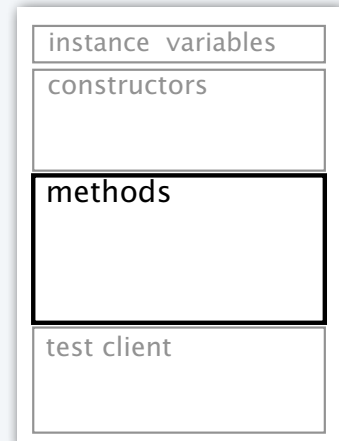 instance variables
constructors
methods
test client